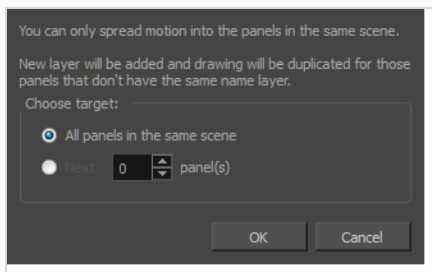 You can only spread motion into the panels in the same scene.
New layer will be added and drawing will be duplicated for those
panels that don't have the same name layer.
Choose target:
All panels in the same scene
Next 0 panel(s)
OK Cancel